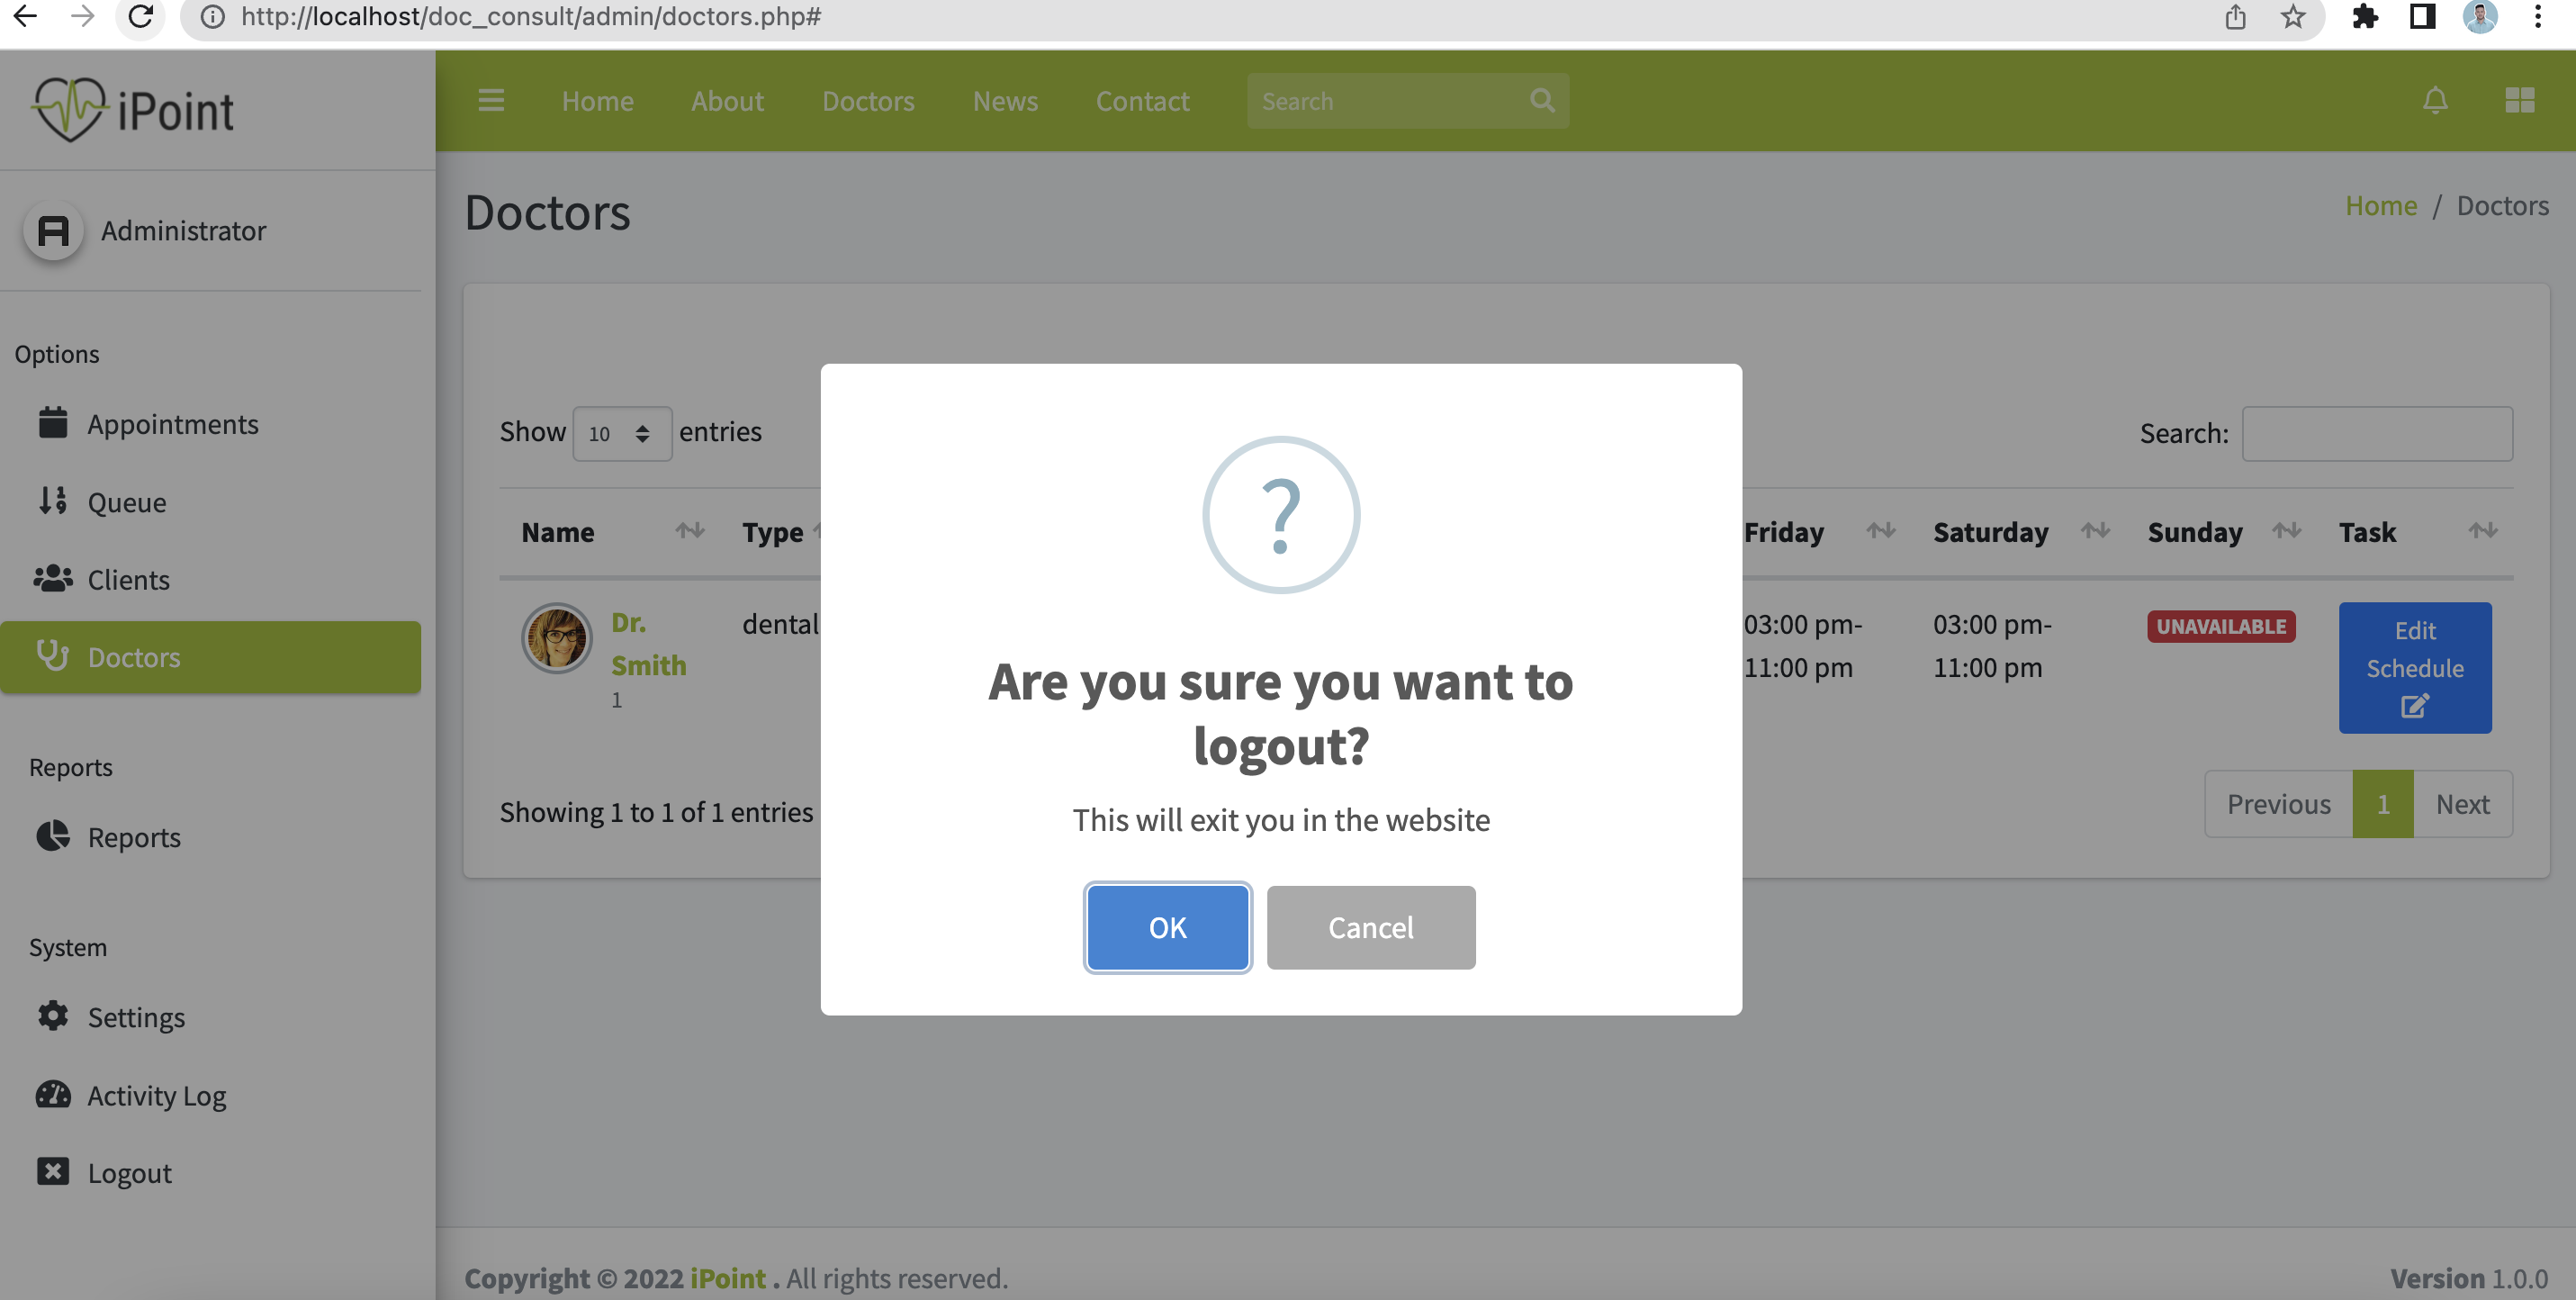 http://localhost/doc_consult/admin/doctors.php#
iPoint
Home About Doctors News Contact Search
Administrator
Doctors
Home / Doctors
Options
Appointments
Queue
Clients
Doctors
Reports
Reports
System
Settings
Activity Log
Logout
Show 10 entries
Search:
Name Type Friday Saturday Sunday Task
Dr.
Smith
1
dental
03:00 pm-
11:00 pm
03:00 pm-
11:00 pm
UNAVAILABLE
Edit
Schedule
Showing 1 to 1 of 1 entries
Previous 1 Next
?
Are you sure you want to
logout?
This will exit you in the website
OK Cancel
Copyright © 2022 iPoint . All rights reserved.
Version 1.0.0